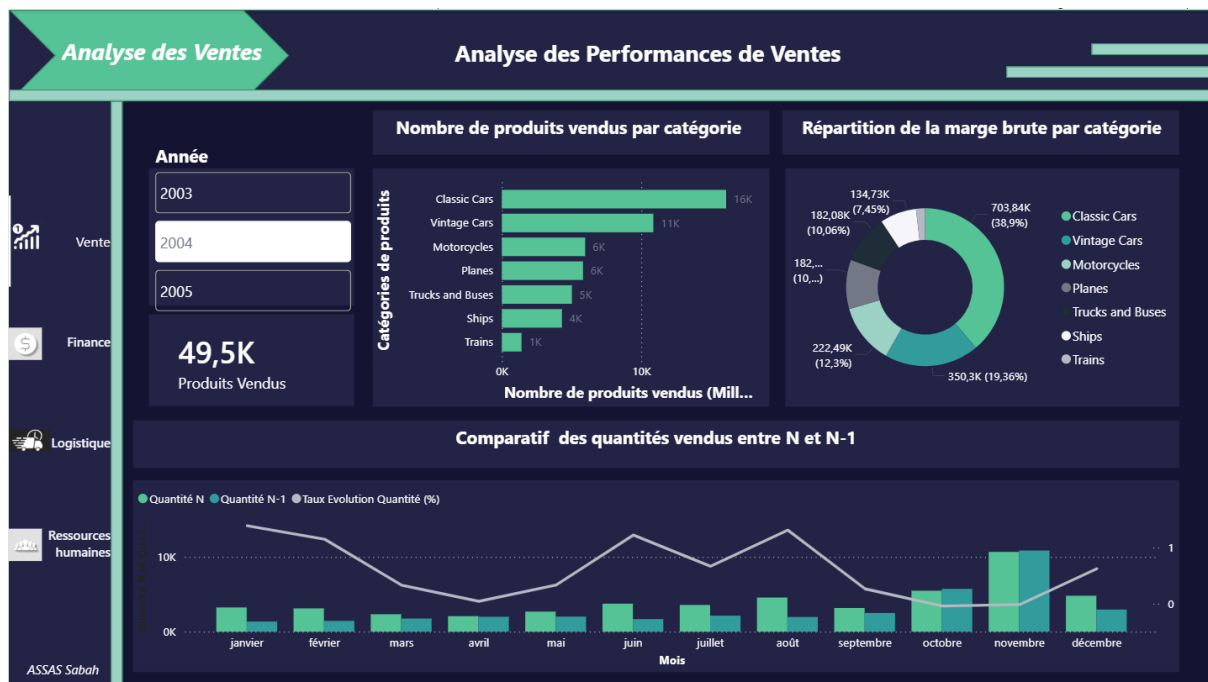 Analyse des Ventes
Analyse des Performances de Ventes
Vente
Finance
Logistique
Ressources
humaines
ASSAS Sabah
Année
2003
2004
2005
49,5K
Produits Vendus
Nombre de produits vendus par catégorie
Catégories de produits
Classic Cars
16K
Vintage Cars
11K
Motorcycles
6K
Planes
6K
Trucks and Buses
5K
Ships
4K
Trains
1K
0K
10K
Nombre de produits vendus (Mill...
Répartition de la marge brute par catégorie
134,73K
(7,45%)
182,08K
(10,06%)
182,...
(10,...)
222,49K
(12,3%)
350,3K (19,36%)
703,84K
(38,9%)
Classic Cars
Vintage Cars
Motorcycles
Planes
Trucks and Buses
Ships
Trains
Comparatif des quantités vendus entre N et N-1
Quantité N Quantité N-1 Taux Evolution Quantité (%)
10K
0K
1
0
janvier février mars avril mai juin juillet août septembre octobre novembre décembre
Mois